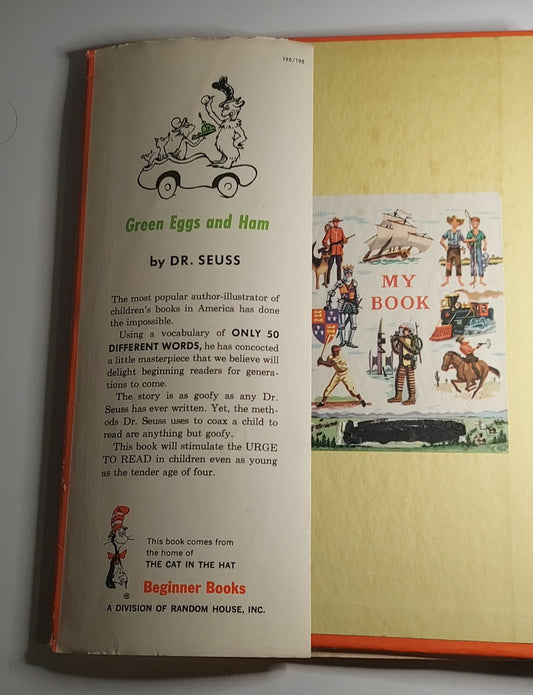 195/195
Green Eggs and Ham
by DR. SEUSS
The most popular author-illustrator of
children's books in America has done
the impossible.
Using a vocabulary of ONLY 50
DIFFERENT WORDS, he has concocted
a little masterpiece that we believe will
delight beginning readers for genera-
tions to come.
The story is as goofy as any Dr.
Seuss has ever written. Yet, the meth-
ods Dr. Seuss uses to coax a child to
read are anything but goofy.
This book will stimulate the URGE
TO READ in children even as young
as the tender age of four.
This book comes from
the home of
THE CAT IN THE HAT
®
Beginner Books
A DIVISION OF RANDOM HOUSE, INC.
MY
BOOK